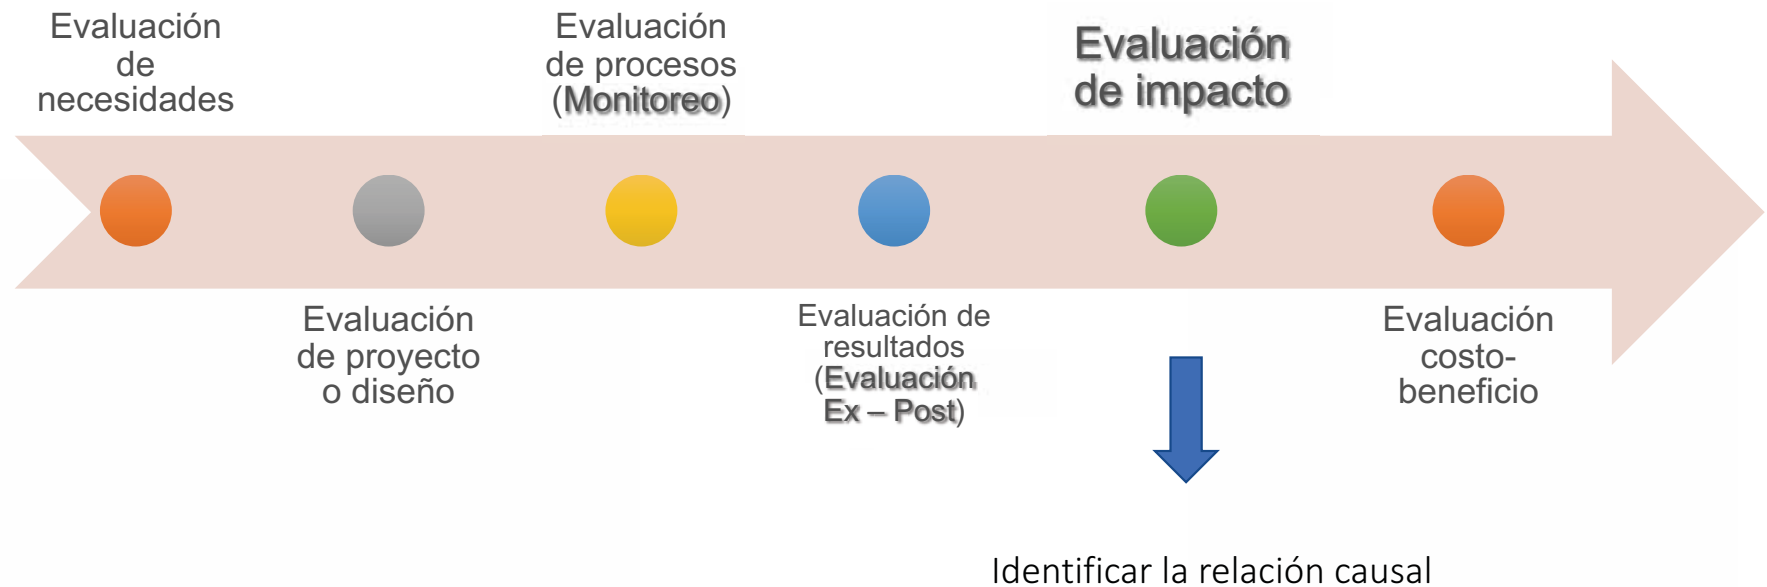 Evaluación
de
necesidades
Evaluación
de proyecto
o diseño
Evaluación
de procesos
(Monitoreo)
Evaluación de
resultados
(Evaluación
Ex – Post)
Evaluación
de impacto
Identificar la relación causal
Evaluación
costo-
beneficio